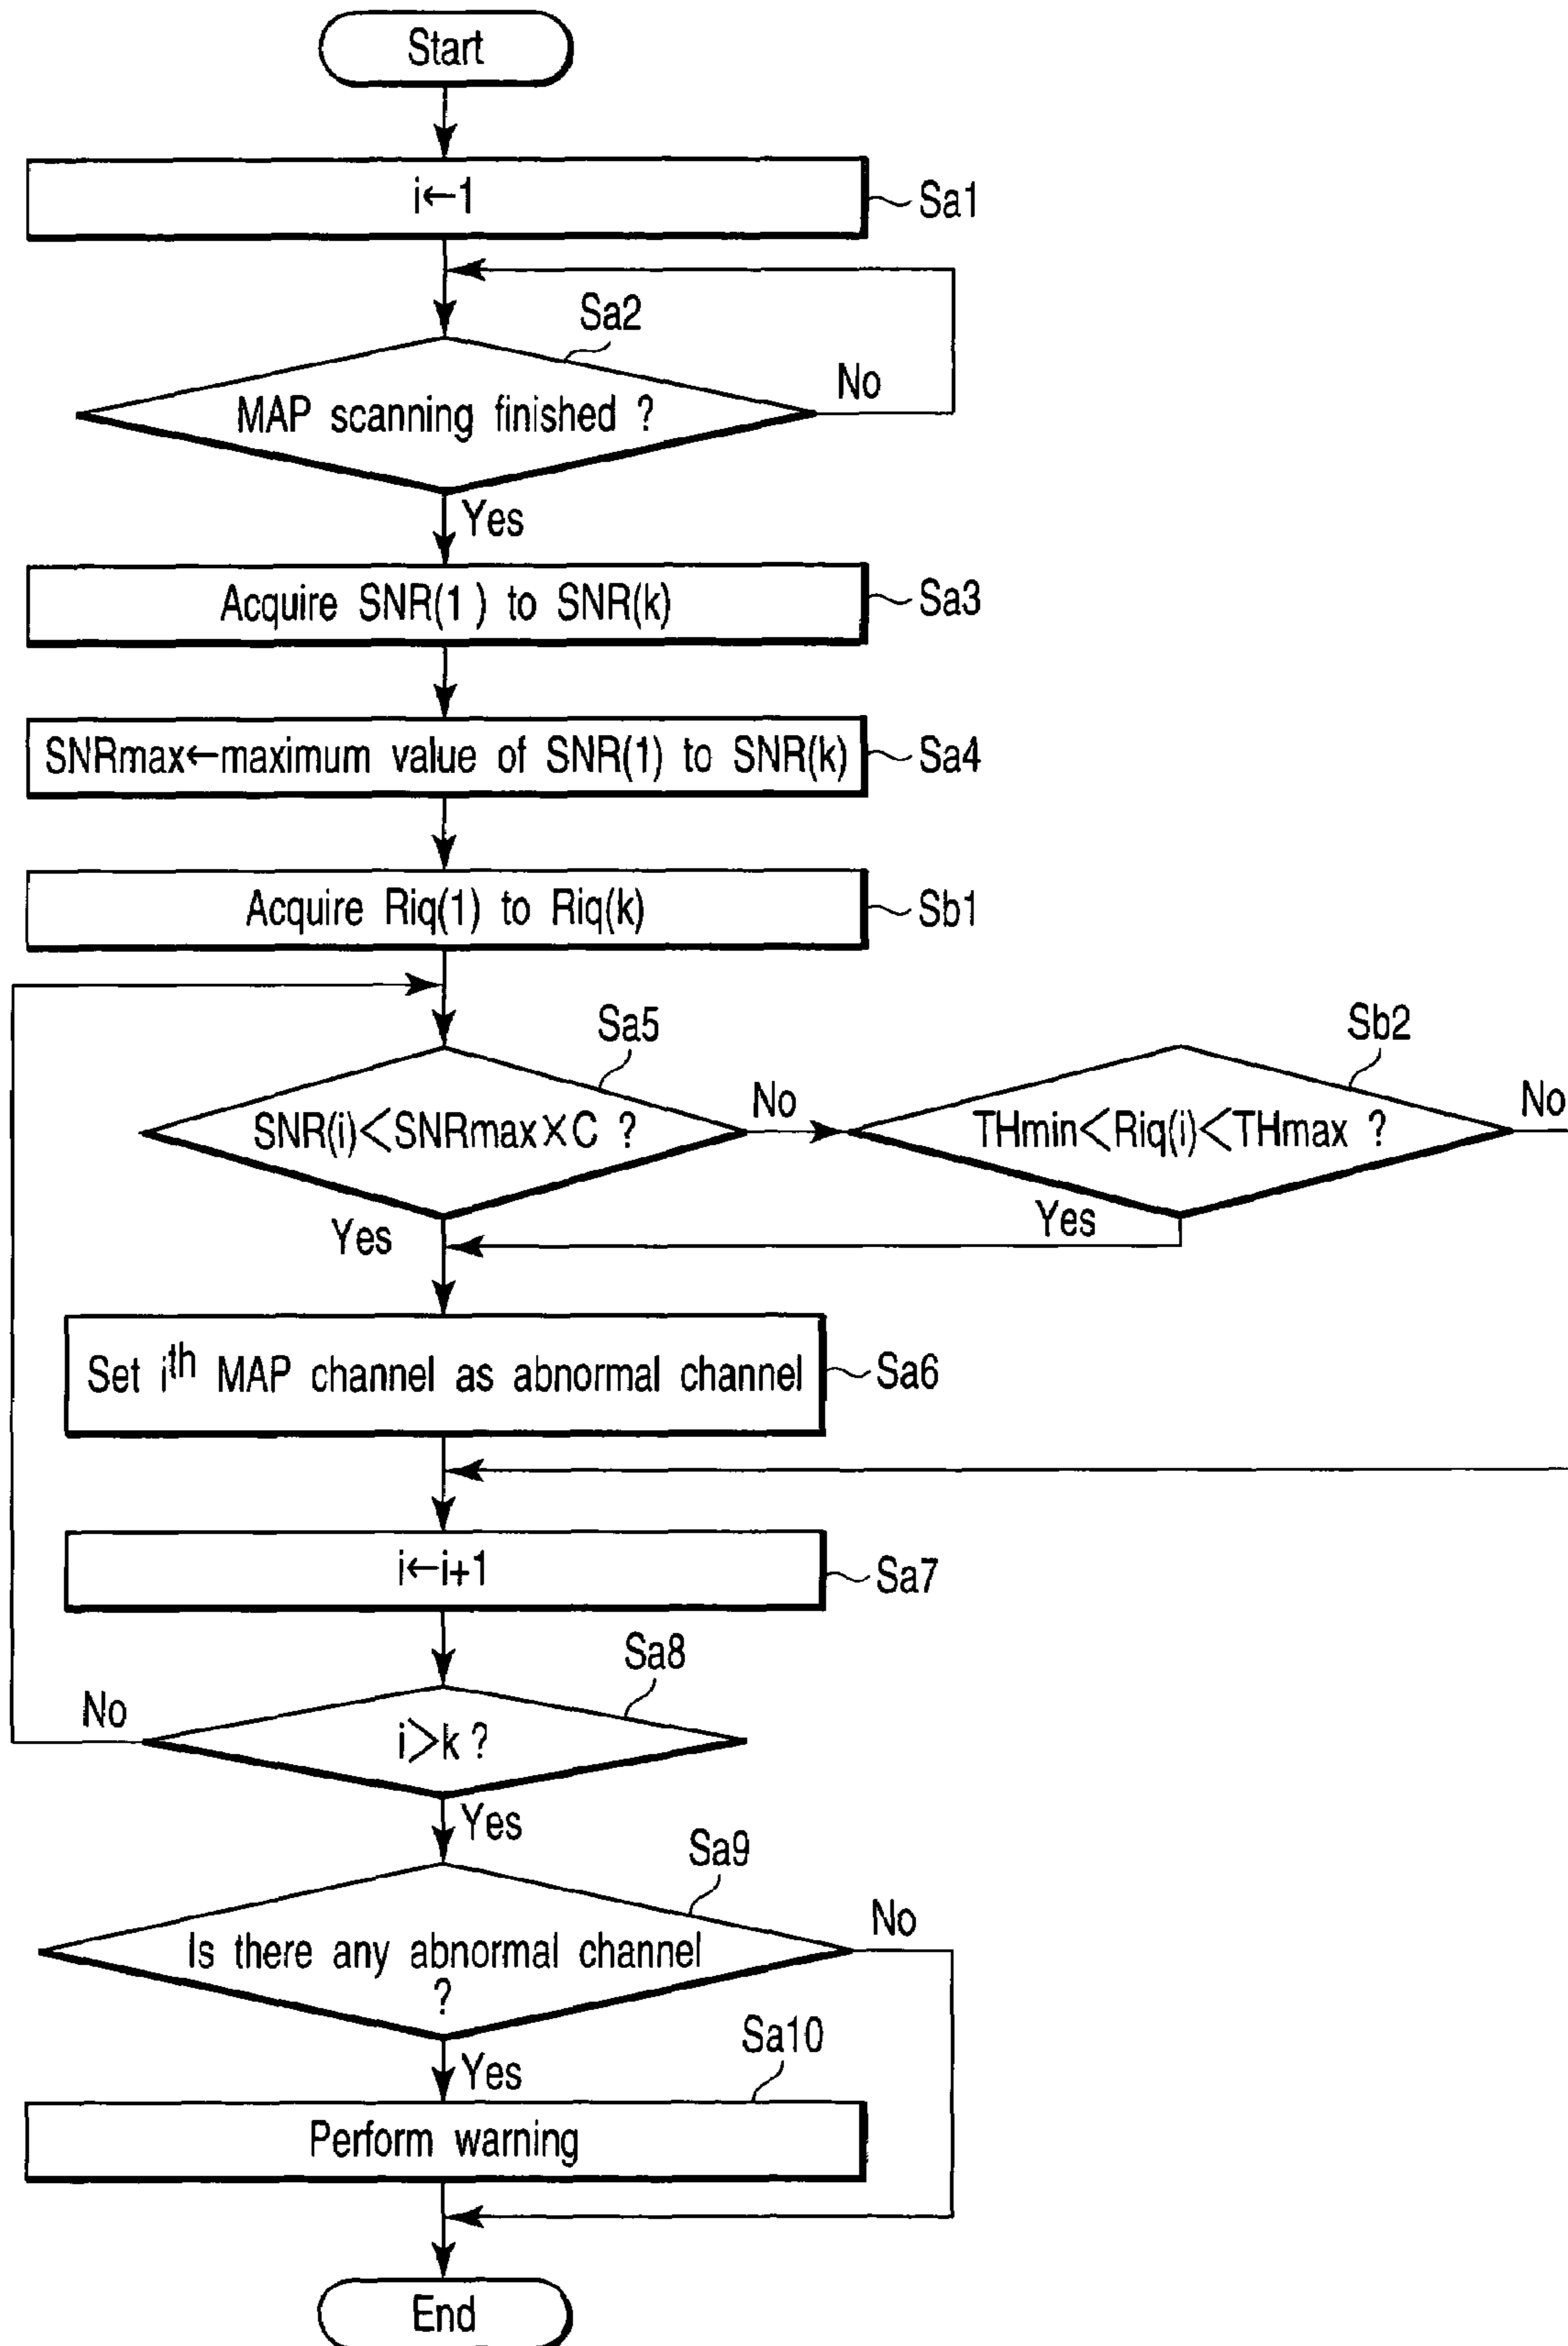 Start
i←1
Sa1
Sa2
MAP scanning finished ?
No
Yes
Acquire SNR(1 ) to SNR(k)
Sa3
SNRmax←maximum value of SNR(1) to SNR(k)
Sa4
Acquire Riq(1) to Riq(k)
Sb1
Sa5
SNR(i)<SNRmax×C ?
No
Sb2
THmin<Riq(i)<THmax ?
No
Yes
Yes
Set ith MAP channel as abnormal channel
Sa6
i←i+1
Sa7
Sa8
i>k ?
No
Yes
Sa9
Is there any abnormal channel
?
No
Yes
Sa10
Perform warning
End